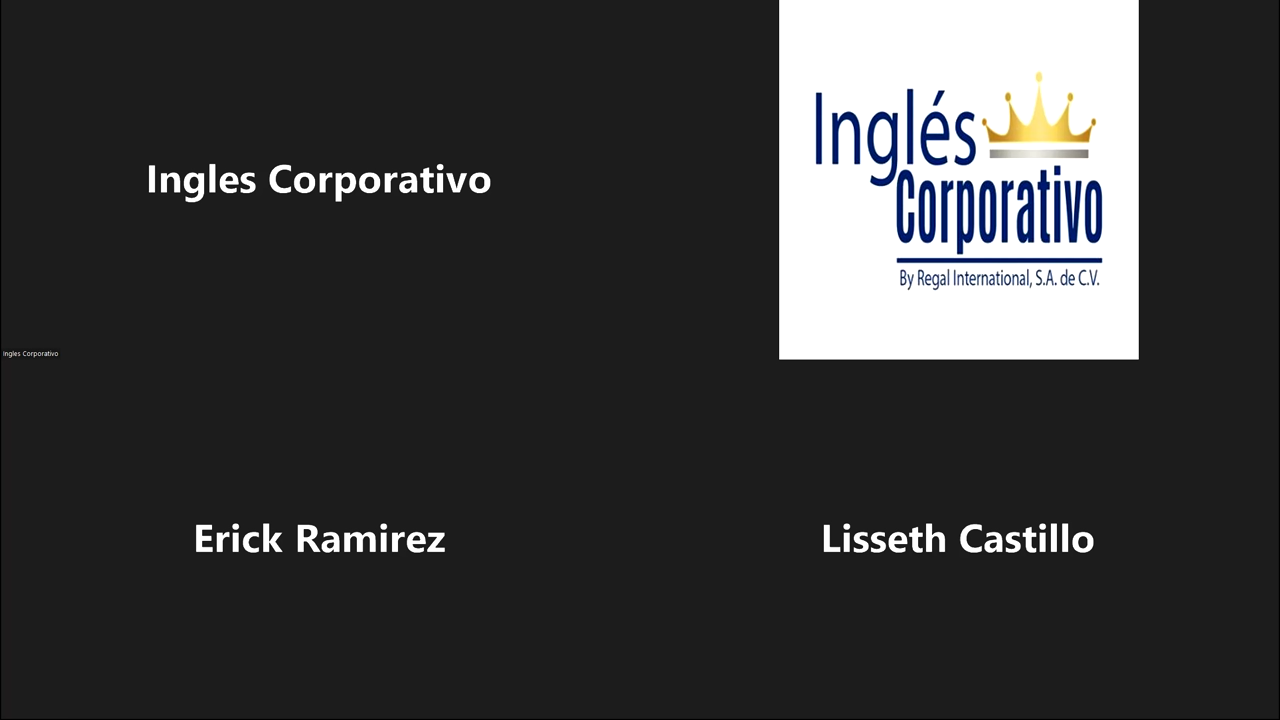 Ingles Corporativo
Inglés
Corporativo
By Regal International, S.A. de C.V.
Ingles Corporativo
Erick Ramirez
Lisseth Castillo